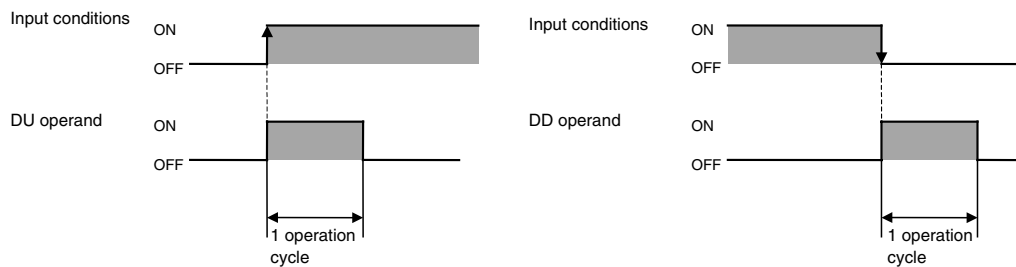 Input conditions
ON
OFF
DU operand
ON
OFF
1 operation
cycle
Input conditions
ON
OFF
DD operand
ON
OFF
1 operation
cycle